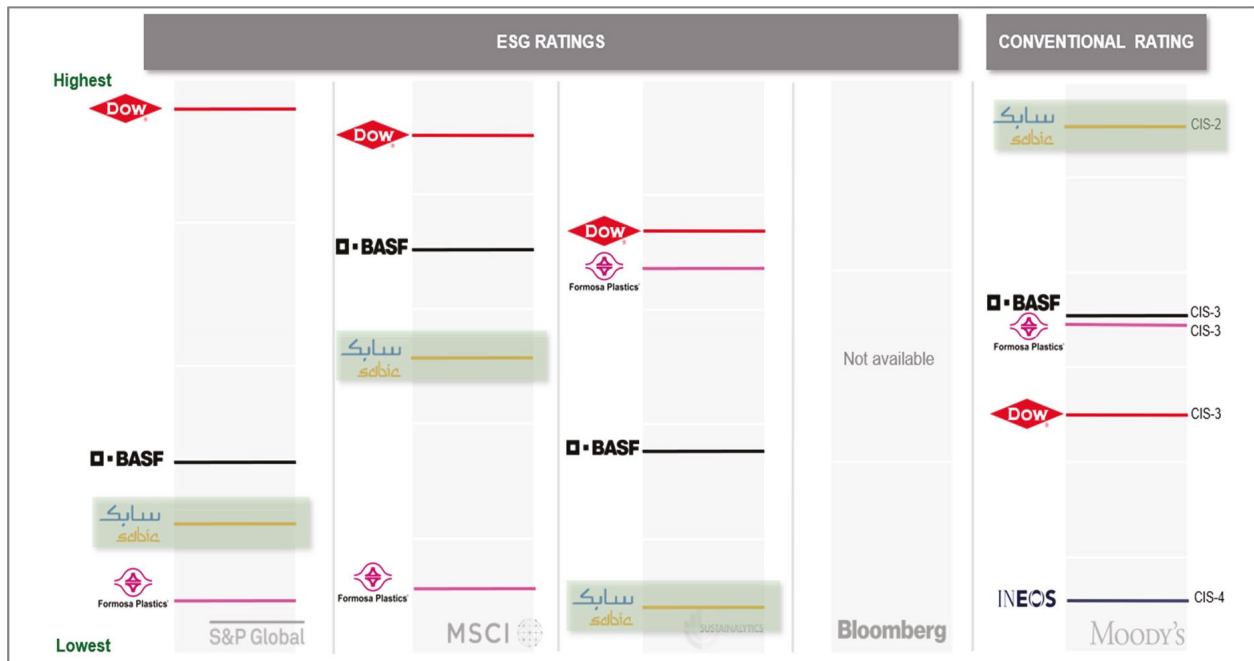 ESG RATINGS
CONVENTIONAL RATING
Highest
Dow
BASF
سابك
sabic
Formosa Plastics
S&P Global
Lowest
Dow
BASF
سابك
sabic
Formosa Plastics
MSCI
Dow
Formosa Plastics
BASF
سابك
sabic
SUSTAINALYTICS
Not available
Bloomberg
سابك
sabic
CIS-2
BASF
CIS-3
Formosa Plastics
CIS-3
Dow
CIS-3
INEOS
CIS-4
MOODY'S